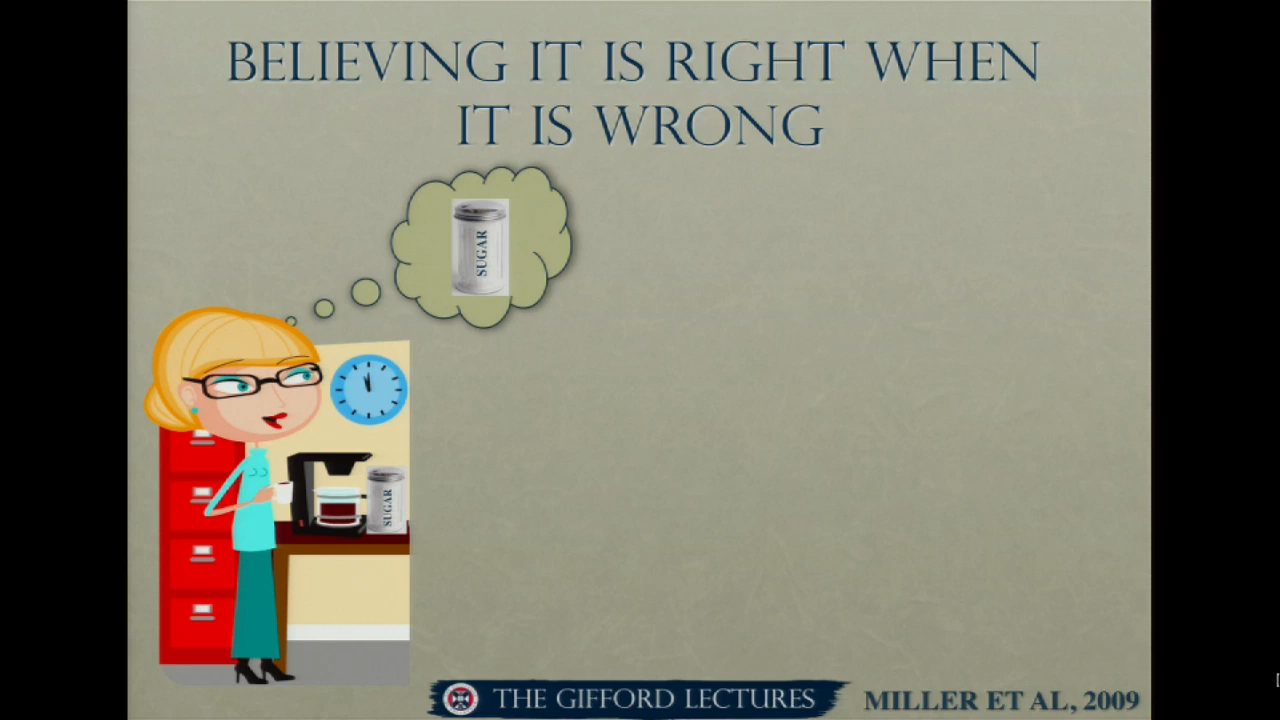 BELIEVING IT IS RIGHT WHEN
IT IS WRONG
SUGAR
SUGAR
THE GIFFORD LECTURES
MILLER ET AL, 2009